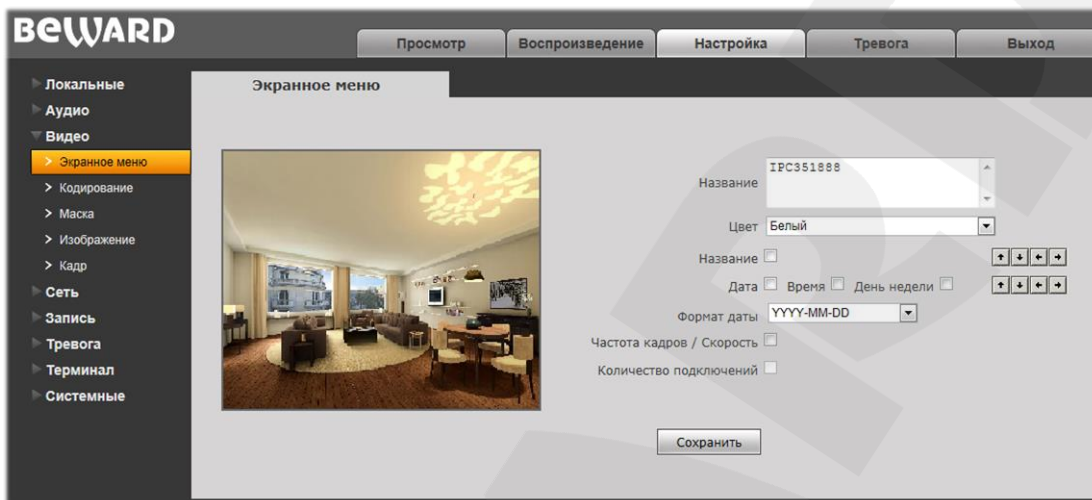 BEWARD
Просмотр Воспроизведение Настройка Тревога Выход
Локальные
Аудио
Видео
Экранное меню
Кодирование
Маска
Изображение
Кадр
Сеть
Запись
Тревога
Терминал
Системные
Экранное меню
Название IPC351888
Цвет Белый
Название
Дата Время День недели
Формат даты YYYY-MM-DD
Частота кадров / Скорость
Количество подключений
Сохранить